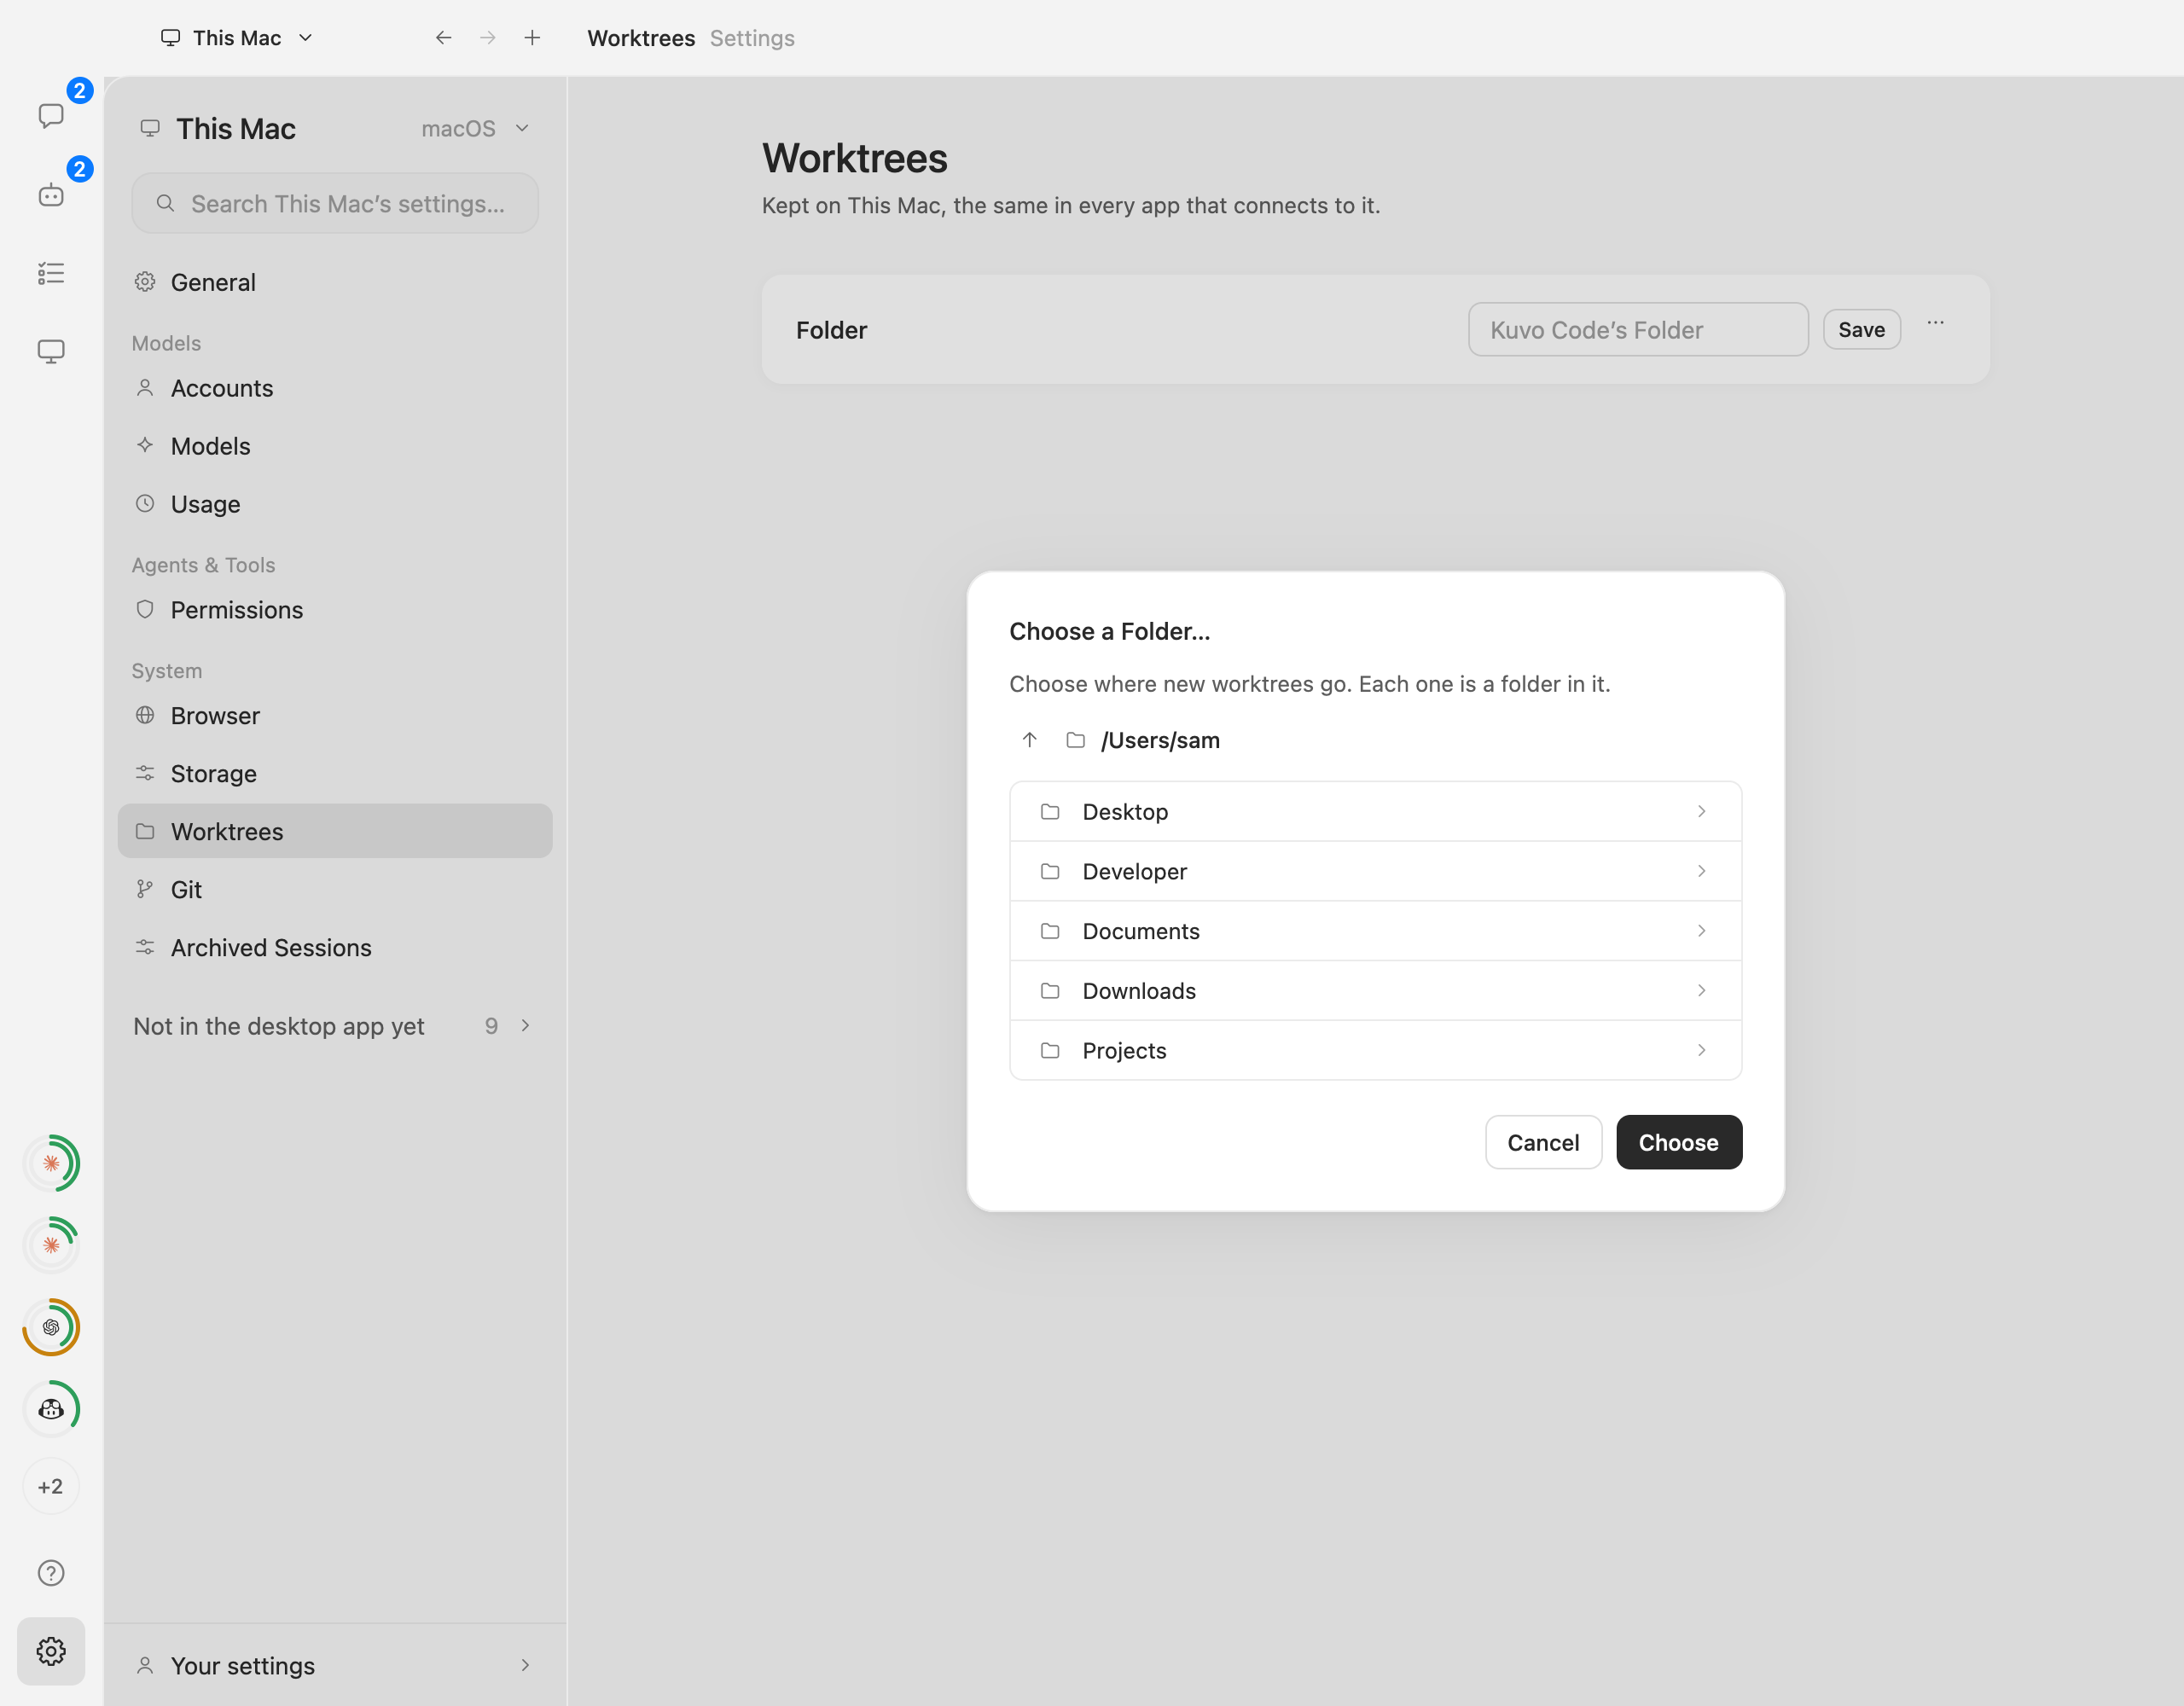 This Mac
Worktrees Settings
2
2
This Mac
macOS
Search This Mac’s settings...
General
Models
Accounts
Models
Usage
Agents & Tools
Permissions
System
Browser
Storage
Worktrees
Git
Archived Sessions
Not in the desktop app yet 9
+2
Your settings
Worktrees
Kept on This Mac, the same in every app that connects to it.
Folder
Kuvo Code’s Folder
Save
...
Choose a Folder...
Choose where new worktrees go. Each one is a folder in it.
/Users/sam
Desktop
Developer
Documents
Downloads
Projects
Cancel
Choose